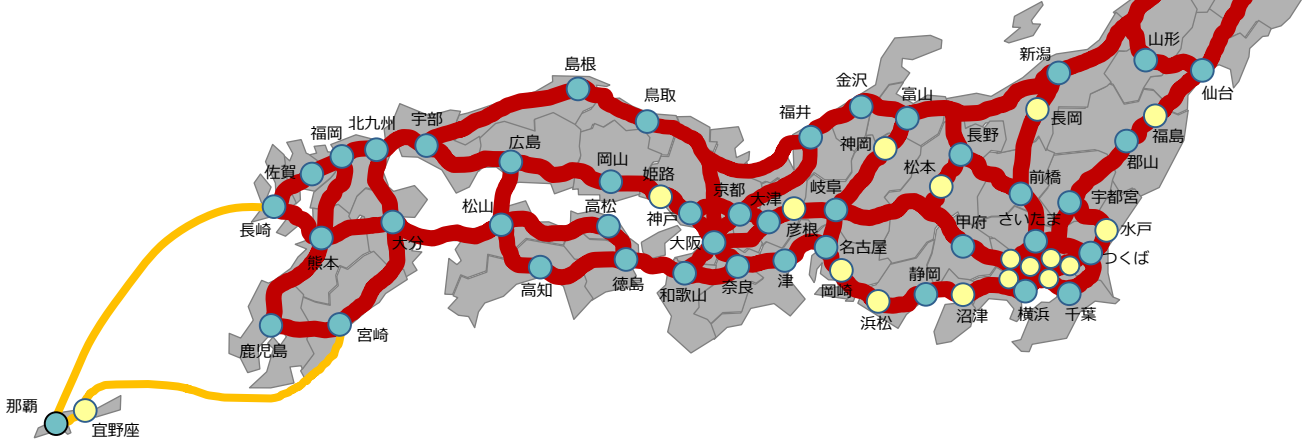 山形
新潟
仙台
島根
金沢
富山
鳥取
福井
長岡
福島
北九州
宇部
福岡
広島
神岡
長野
郡山
岡山
松本
佐賀
姫路
京都
大津
岐阜
前橋
宇都宮
松山
高松
神戸
長崎
大阪
彦根
甲府
さいたま
水戸
大分
名古屋
つくば
熊本
高知
徳島
和歌山
奈良
津
岡崎
静岡
浜松
沼津
横浜
千葉
鹿児島
宮崎
那覇
宜野座